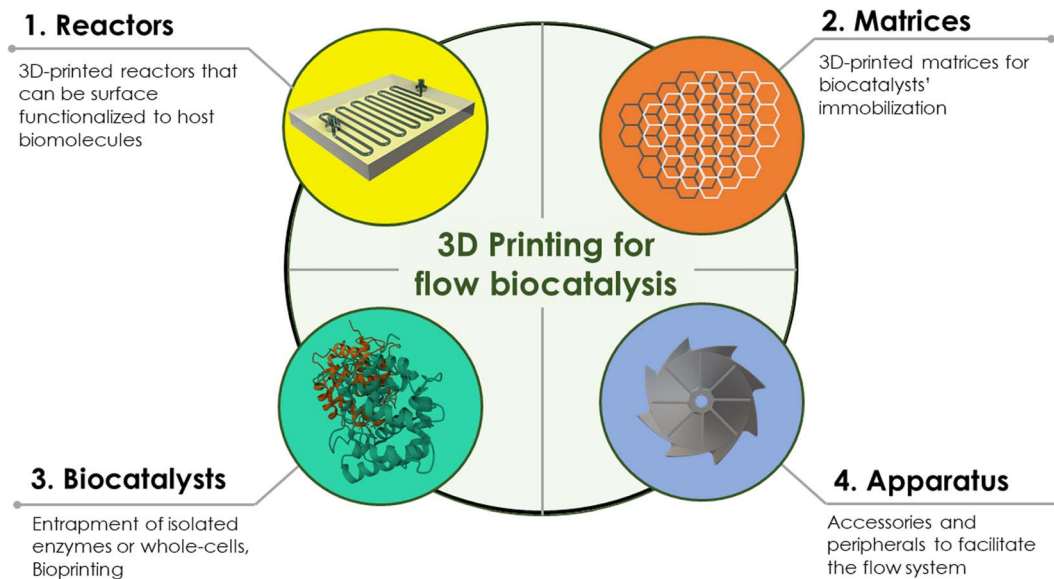 1. Reactors
3D-printed reactors that
can be surface
functionalized to host
biomolecules
2. Matrices
3D-printed matrices for
biocatalysts'
immobilization
3D Printing for
flow biocatalysis
3. Biocatalysts
Entrapment of isolated
enzymes or whole-cells,
Bioprinting
4. Apparatus
Accessories and
peripherals to facilitate
the flow system